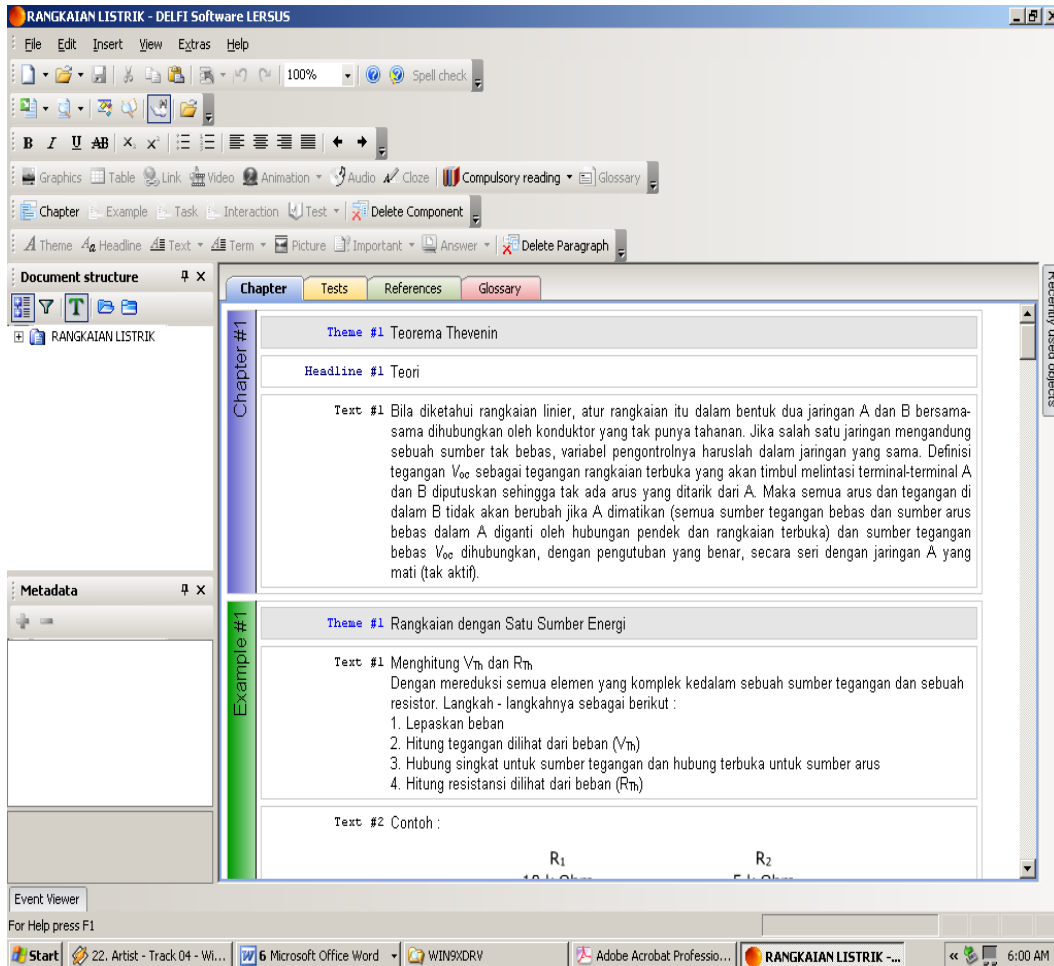 RANGKAIAN LISTRIK - DELFI Software LERSUS
File Edit Insert View Extras Help
100% Spell check
B I U AB X, x'
Graphics Table Link Video Animation Audio Cloze Compulsory reading Glossary
Chapter Example Task Interaction Test Delete Component
A Theme Aa Headline Text Term Picture Important Answer Delete Paragraph
Document structure
T
RANGKAIAN LISTRIK
Metadata
Chapter Tests References Glossary
Recently used objects
Chapter #1
Theme #1 Teorema Thevenin
Headline #1 Teori
Text #1 Bila diketahui rangkaian linier, atur rangkaian itu dalam bentuk dua jaringan A dan B bersama-
sama dihubungkan oleh konduktor yang tak punya tahanan. Jika salah satu jaringan mengandung
sebuah sumber tak bebas, variabel pengontrolnya haruslah dalam jaringan yang sama. Definisi
tegangan Voc sebagai tegangan rangkaian terbuka yang akan timbul melintasi terminal-terminal A
dan B diputuskan sehingga tak ada arus yang ditarik dari A. Maka semua arus dan tegangan di
dalam B tidak akan berubah jika A dimatikan (semua sumber tegangan bebas dan sumber arus
bebas dalam A diganti oleh hubungan pendek dan rangkaian terbuka) dan sumber tegangan
bebas Voc dihubungkan, dengan pengutuban yang benar, secara seri dengan jaringan A yang
mati (tak aktif).
Example #1
Theme #1 Rangkaian dengan Satu Sumber Energi
Text #1 Menghitung VTh dan RTh
Dengan mereduksi semua elemen yang komplek kedalam sebuah sumber tegangan dan sebuah
resistor. Langkah - langkahnya sebagai berikut :
1. Lepaskan beban
2. Hitung tegangan dilihat dari beban (VTh)
3. Hubung singkat untuk sumber tegangan dan hubung terbuka untuk sumber arus
4. Hitung resistansi dilihat dari beban (RTh)
Text #2 Contoh :
R1 R2
Event Viewer
For Help press F1
Start 22. Artist - Track 04 - Wi... 6 Microsoft Office Word WIN9XDRV Adobe Acrobat Professio... RANGKAIAN LISTRIK -... 6:00 AM